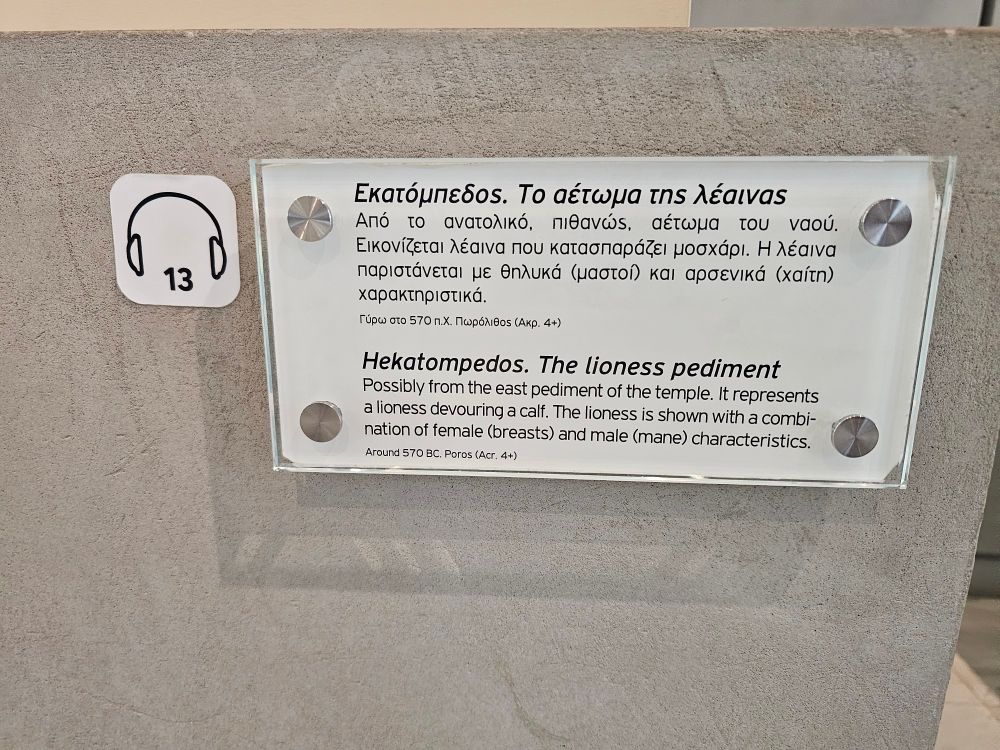 13
Εκατόμπεδος. Το αέτωμα της λέαινας
Από το ανατολικό, πιθανώς, αέτωμα του ναού.
Εικονίζεται λέαινα που κατασπαράζει μοσχάρι. Η λέαινα
παριστάνεται με θηλυκά (μαστοί) και αρσενικά (χαίτη)
χαρακτηριστικά.
Γύρω στο 570 π.Χ. Πωρόλιθος (Ακρ. 4+)
Hekatompedos. The lioness pediment
Possibly from the east pediment of the temple. It represents
a lioness devouring a calf. The lioness is shown with a combi-
nation of female (breasts) and male (mane) characteristics.
Around 570 BC. Poros (Acr. 4+)